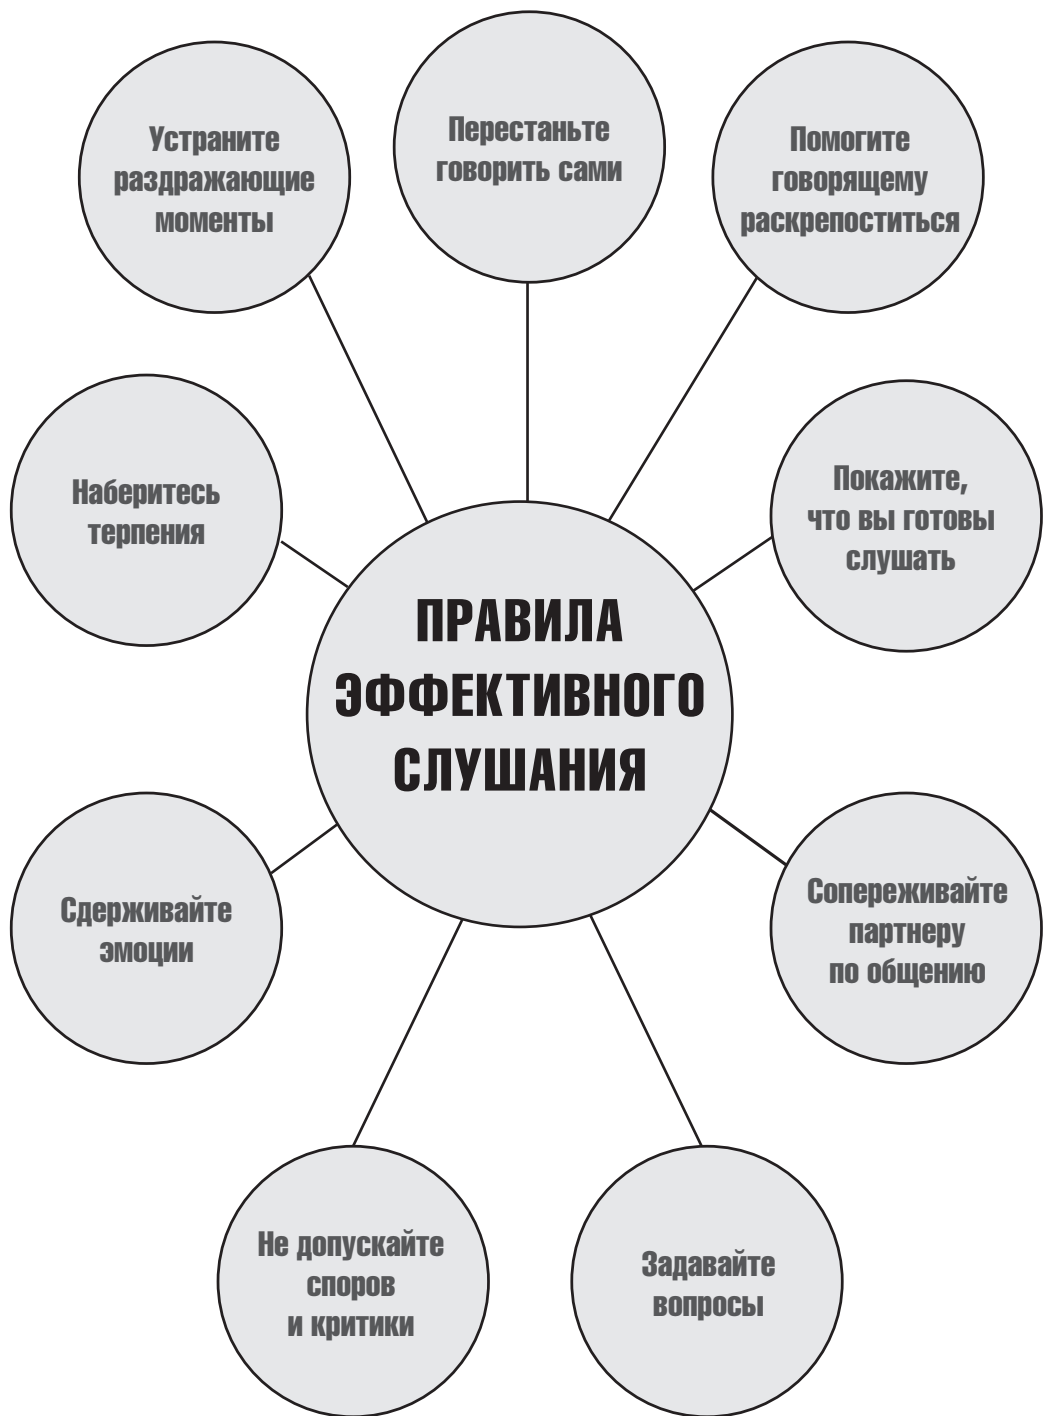 Перестаньте
говорить сами
Устраните
раздражающие
моменты
Помогите
говорящему
раскрепоститься
Наберитесь
терпения
Покажите,
что вы готовы
слушать
ПРАВИЛА
ЭФФЕКТИВНОГО
СЛУШАНИЯ
Сдерживайте
эмоции
Сопереживайте
партнеру
по общению
Не допускайте
споров
и критики
Задавайте
вопросы